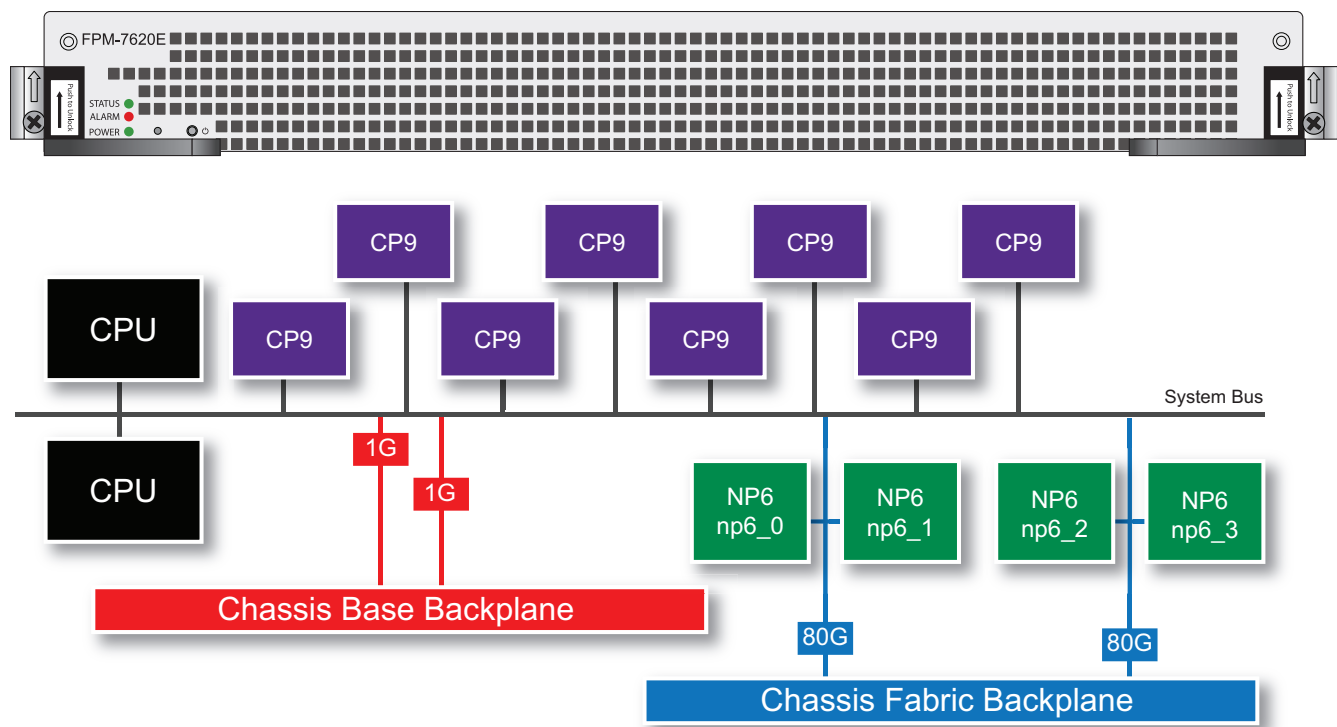 FPM-7620E
Push to Unlock
Push to Unlock
STATUS
ALARM
POWER
CP9
CP9
CP9
CP9
CPU
CP9
CP9
CP9
CP9
System Bus
CPU
1G
1G
NP6
np6_0
NP6
np6_1
NP6
np6_2
NP6
np6_3
Chassis Base Backplane
80G
80G
Chassis Fabric Backplane